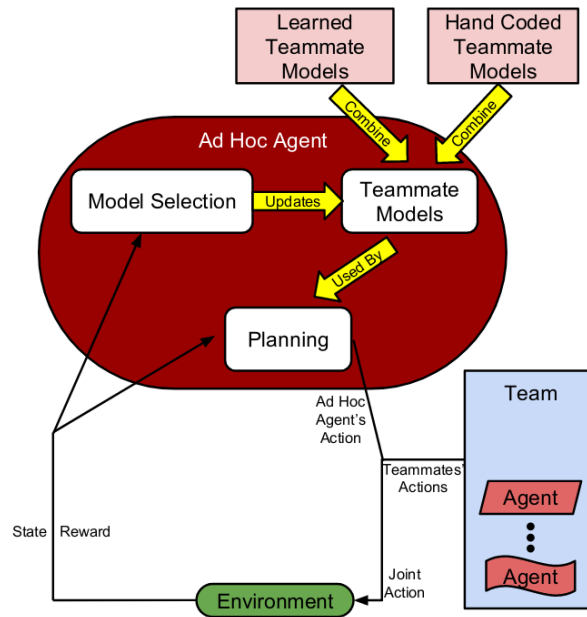 Learned
Teammate
Models
Hand Coded
Teammate
Models
Combine
Combine
Ad Hoc Agent
Model Selection
Updates
Teammate
Models
Used By
Planning
Ad Hoc
Agent's
Action
Team
Teammates'
Actions
Agent
Agent
State
Reward
Joint
Action
Environment